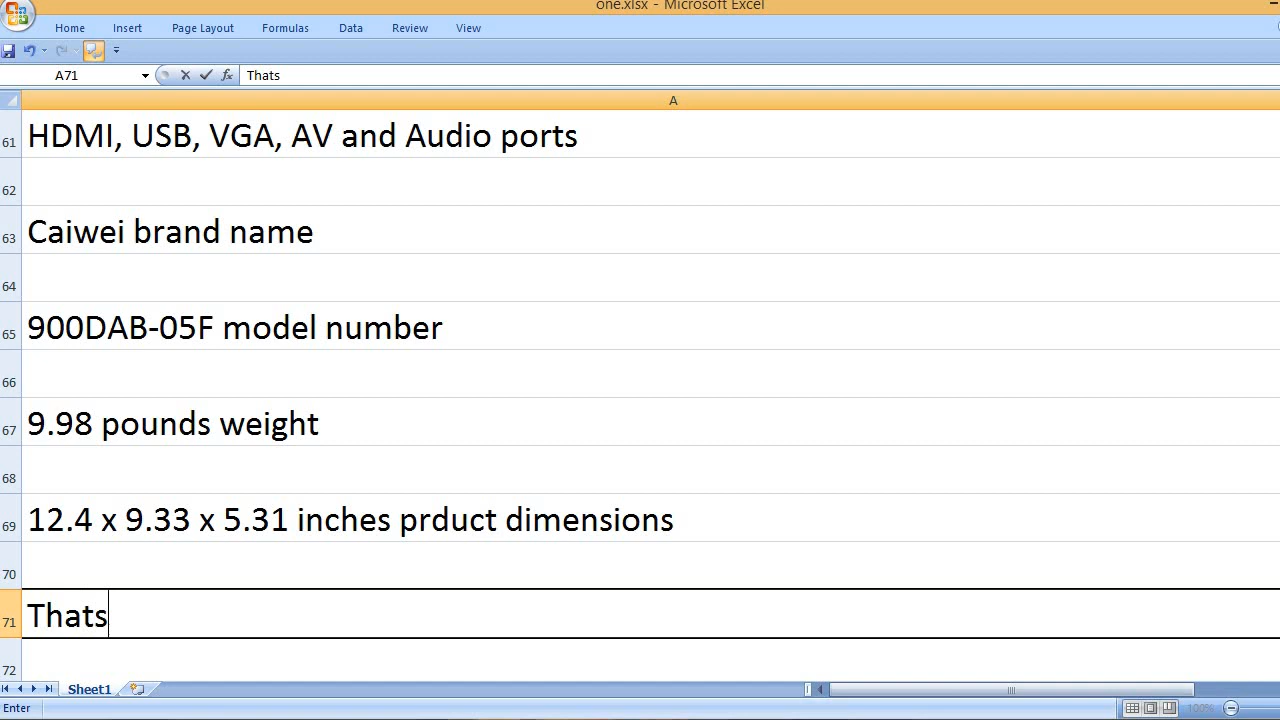 one.xlsx - Microsoft Excel
Home Insert Page Layout Formulas Data Review View
A71 fx Thats
A
61 HDMI, USB, VGA, AV and Audio ports
62
63 Caiwei brand name
64
65 900DAB-05F model number
66
67 9.98 pounds weight
68
69 12.4 x 9.33 x 5.31 inches prduct dimensions
70
71 Thats
72
Sheet1
Enter 100%